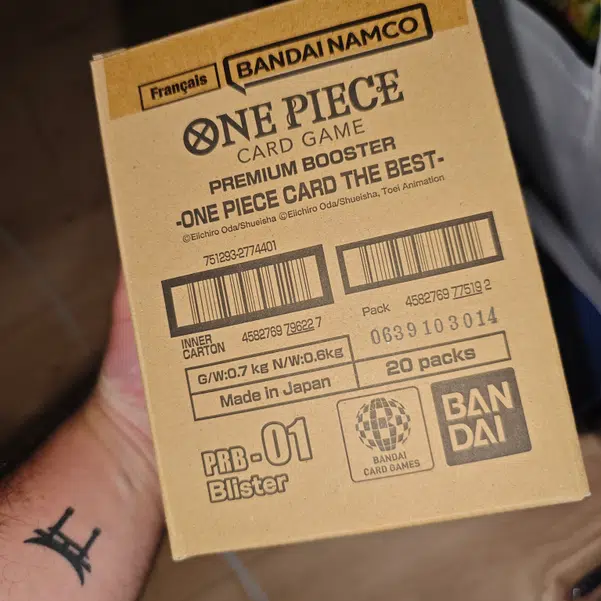 Français
BANDAI NAMCO
ONE PIECE
CARD GAME
PREMIUM BOOSTER
-ONE PIECE CARD THE BEST-
©Eiichiro Oda/Shueisha ©Eiichiro Oda/Shueisha, Toei Animation
751293-2774401
INNER CARTON 4582769 79622 7
Pack 4582769 77519 2
0639103014
G/W:0.7 kg N/W:0.6kg
Made in Japan
20 packs
PRB-01
Blister
BANDAI
CARD GAMES
BAN
DAI